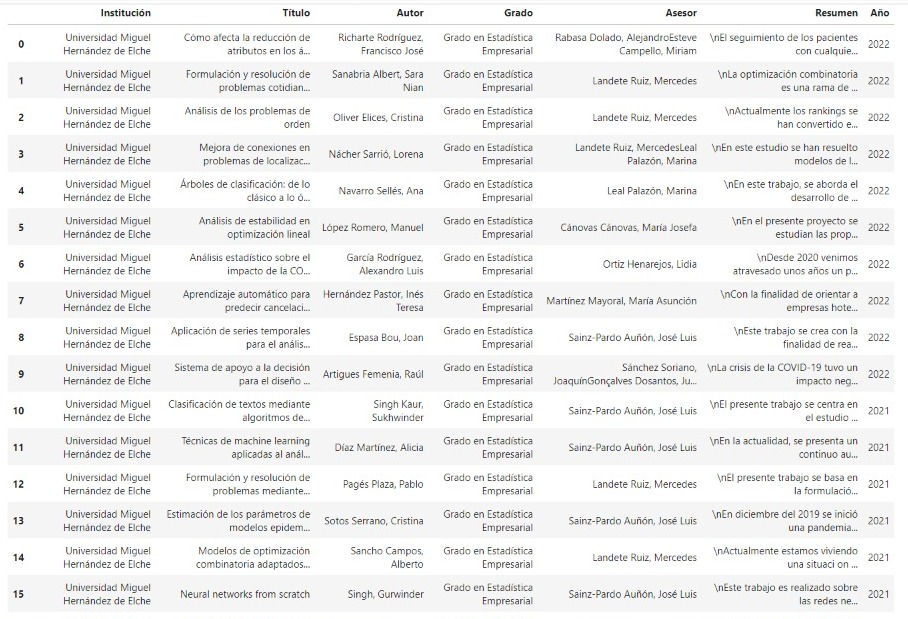 Institución Título Autor Grado Asesor Resumen Año
0 Universidad Miguel Hernández de Elche Cómo afecta la reducción de atributos en los á... Richarte Rodríguez, Francisco José Grado en Estadística Empresarial Rabasa Dolado, AlejandroEsteve Campello, Miriam \nEl seguimiento de los pacientes con cualquie... 2022
1 Universidad Miguel Hernández de Elche Formulación y resolución de problemas cotidian... Sanabria Albert, Sara Nian Grado en Estadística Empresarial Landete Ruiz, Mercedes \nLa optimización combinatoria es una rama de ... 2022
2 Universidad Miguel Hernández de Elche Análisis de los problemas de orden Oliver Elices, Cristina Grado en Estadística Empresarial Landete Ruiz, Mercedes \nActualmente los rankings se han convertido e... 2022
3 Universidad Miguel Hernández de Elche Mejora de conexiones en problemas de localizac... Nácher Sarrió, Lorena Grado en Estadística Empresarial Landete Ruiz, MercedesLeal Palazón, Marina \nEn este estudio se han resuelto modelos de l... 2022
4 Universidad Miguel Hernández de Elche Árboles de clasificación: de lo clásico a lo ó... Navarro Sellés, Ana Grado en Estadística Empresarial Leal Palazón, Marina \nEn este trabajo, se aborda el desarrollo de ... 2022
5 Universidad Miguel Hernández de Elche Análisis de estabilidad en optimización lineal López Romero, Manuel Grado en Estadística Empresarial Cánovas Cánovas, María Josefa \nEn el presente proyecto se estudian las prop... 2022
6 Universidad Miguel Hernández de Elche Análisis estadístico sobre el impacto de la CO... García Rodríguez, Alexandro Luis Grado en Estadística Empresarial Ortiz Henarejos, Lidia \nDesde 2020 venimos atravesado unos años un p... 2022
7 Universidad Miguel Hernández de Elche Aprendizaje automático para predecir cancelaci... Hernández Pastor, Inés Teresa Grado en Estadística Empresarial Martínez Mayoral, María Asunción \nCon la finalidad de orientar a empresas hote... 2022
8 Universidad Miguel Hernández de Elche Aplicación de series temporales para el anális... Espasa Bou, Joan Grado en Estadística Empresarial Sainz-Pardo Auñón, José Luis \nEste trabajo se crea con la finalidad de rea... 2022
9 Universidad Miguel Hernández de Elche Sistema de apoyo a la decisión para el diseño ... Artigues Femenia, Raúl Grado en Estadística Empresarial Sánchez Soriano, JoaquínGonçalves Dosantos, Ju... \nLa crisis de la COVID-19 tuvo un impacto neg... 2022
10 Universidad Miguel Hernández de Elche Clasificación de textos mediante algoritmos de... Singh Kaur, Sukhwinder Grado en Estadística Empresarial Sainz-Pardo Auñón, José Luis \nEl presente trabajo se centra en el estudio ... 2021
11 Universidad Miguel Hernández de Elche Técnicas de machine learning aplicadas al anál... Díaz Martínez, Alicia Grado en Estadística Empresarial Sainz-Pardo Auñón, José Luis \nEn la actualidad, se presenta un continuo au... 2021
12 Universidad Miguel Hernández de Elche Formulación y resolución de problemas mediante... Pagés Plaza, Pablo Grado en Estadística Empresarial Landete Ruiz, Mercedes \nEl presente trabajo se basa en la formulació... 2021
13 Universidad Miguel Hernández de Elche Estimación de los parámetros de modelos epidem... Sotos Serrano, Cristina Grado en Estadística Empresarial Sainz-Pardo Auñón, José Luis \nEn diciembre del 2019 se inició una pandemia... 2021
14 Universidad Miguel Hernández de Elche Modelos de optimización combinatoria adaptados... Sancho Campos, Alberto Grado en Estadística Empresarial Landete Ruiz, Mercedes \nActualmente estamos viviendo una situaci on ... 2021
15 Universidad Miguel Hernández de Elche Neural networks from scratch Singh, Gurwinder Grado en Estadística Empresarial Sainz-Pardo Auñón, José Luis \nEste trabajo es realizado sobre las redes ne... 2021